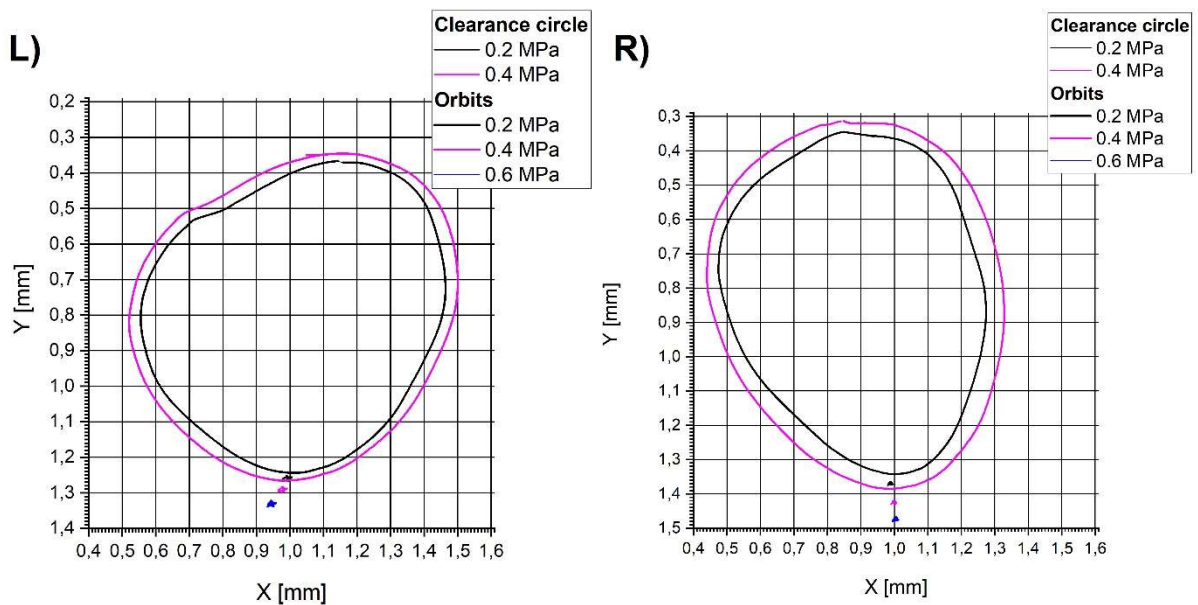 L)
Clearance circle
0.2 MPa
0.4 MPa
Orbits
0.2 MPa
0.4 MPa
0.6 MPa
0,2
0,3
0,4
0,5
0,6
0,7
0,8
0,9
1,0
1,1
1,2
1,3
1,4
Y [mm]
0,4 0,5 0,6 0,7 0,8 0,9 1,0 1,1 1,2 1,3 1,4 1,5 1,6
X [mm]
R)
Clearance circle
0.2 MPa
0.4 MPa
Orbits
0.2 MPa
0.4 MPa
0.6 MPa
0,3
0,4
0,5
0,6
0,7
0,8
0,9
1,0
1,1
1,2
1,3
1,4
1,5
Y [mm]
0,4 0,5 0,6 0,7 0,8 0,9 1,0 1,1 1,2 1,3 1,4 1,5 1,6
X [mm]